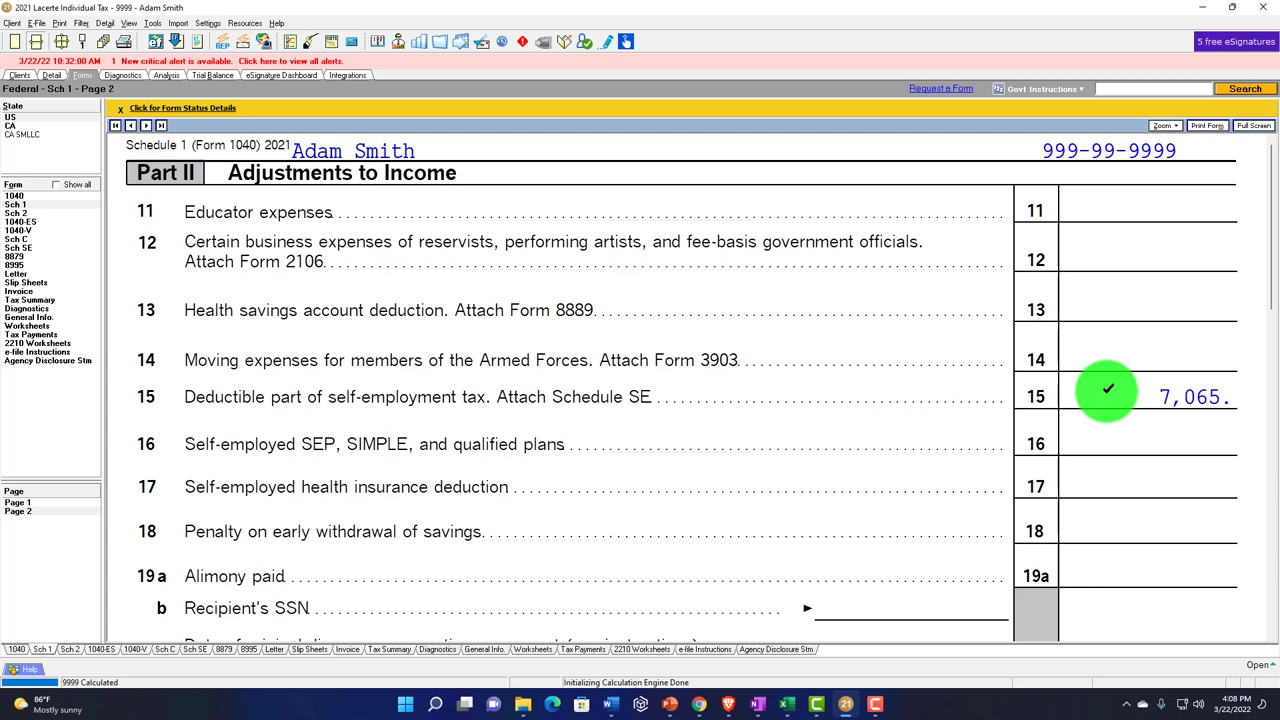 21 2021 Lacerte Individual Tax - 9999 - Adam Smith
Client E-File Print Filter Detail View Tools Import Settings Resources Help
REP
5 free eSignatures
3/22/22 10:32:00 AM 1 New critical alert is available. Click here to view all alerts.
Clients Detail Forms Diagnostics Analysis Trial Balance eSignature Dashboard Integrations
Federal - Sch 1 - Page 2
Request a Form
Govt Instructions
Search
State
US
CA
CA SMLLC
x Click for Form Status Details
Zoom Print Form Full Screen
Form Show all
1040
Sch 1
Sch 2
1040-ES
1040-V
Sch C
Sch SE
8879
8995
Letter
Slip Sheets
Invoice
Tax Summary
Diagnostics
General Info.
Worksheets
Tax Payments
2210 Worksheets
e-file Instructions
Agency Disclosure Stm
Page
Page 1
Page 2
Schedule 1 (Form 1040) 2021 Adam Smith 999-99-9999
Part II Adjustments to Income
11 Educator expenses 11
12 Certain business expenses of reservists, performing artists, and fee-basis government officials.
Attach Form 2106 12
13 Health savings account deduction. Attach Form 8889 13
14 Moving expenses for members of the Armed Forces. Attach Form 3903 14
15 Deductible part of self-employment tax. Attach Schedule SE 15 7,065.
16 Self-employed SEP, SIMPLE, and qualified plans 16
17 Self-employed health insurance deduction 17
18 Penalty on early withdrawal of savings 18
19a Alimony paid 19a
b Recipient's SSN
1040 Sch 1 Sch 2 1040-ES 1040-V Sch C Sch SE 8879 8995 Letter Slip Sheets Invoice Tax Summary Diagnostics General Info. Worksheets Tax Payments 2210 Worksheets e-file Instructions Agency Disclosure Stm
Help
Open
9999 Calculated
Initializing Calculation Engine Done
86°F
Mostly sunny
21
4:08 PM
3/22/2022